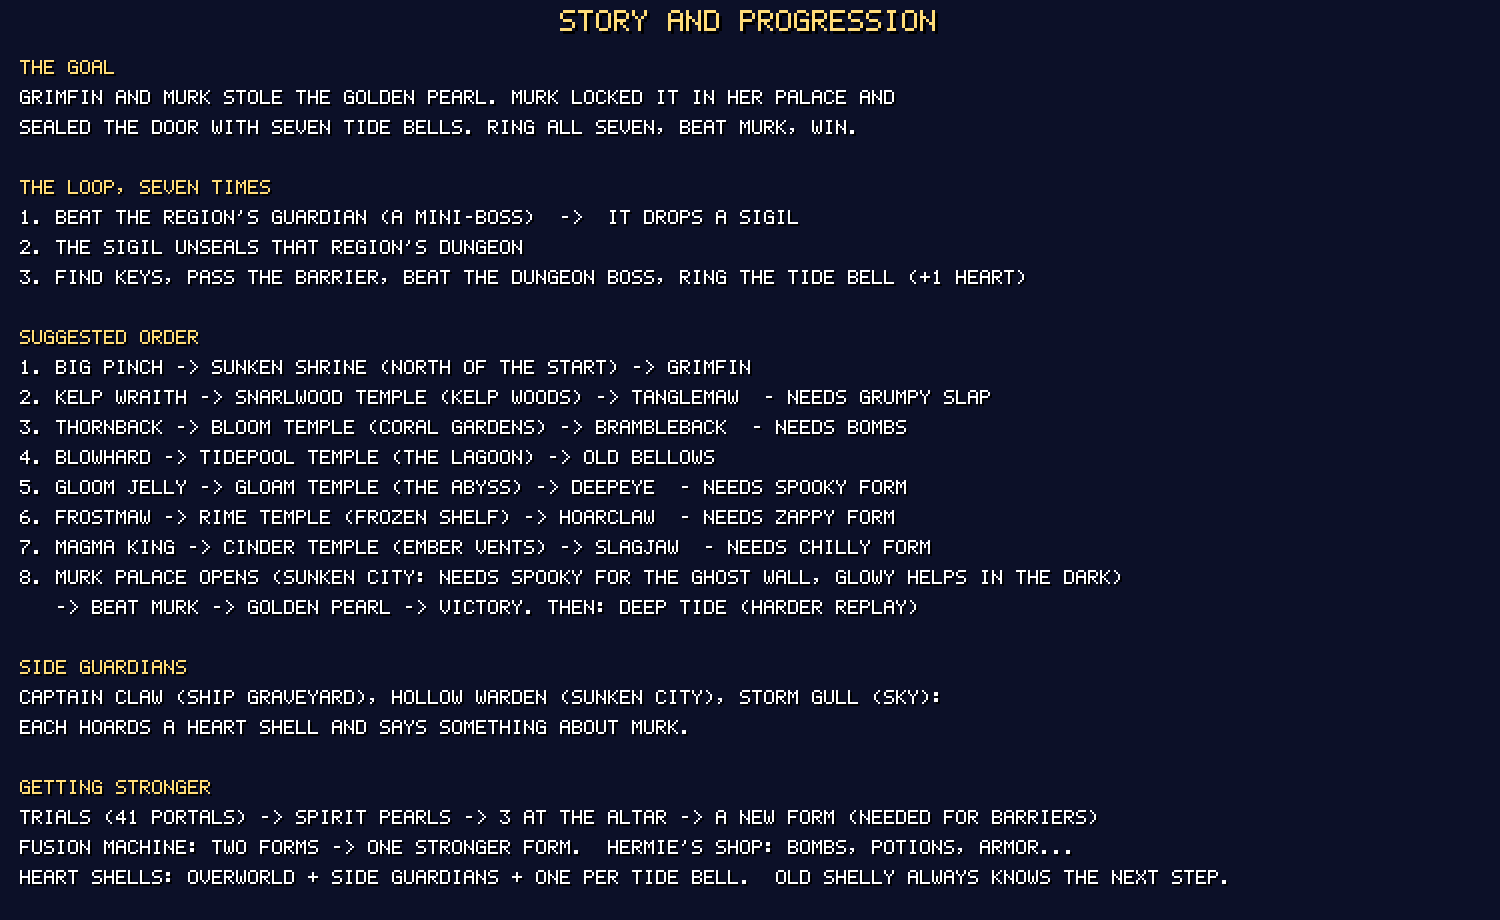 STORY AND PROGRESSION
THE GOAL
GRIMFIN AND MURK STOLE THE GOLDEN PEARL. MURK LOCKED IT IN HER PALACE AND
SEALED THE DOOR WITH SEVEN TIDE BELLS. RING ALL SEVEN, BEAT MURK, WIN.
THE LOOP, SEVEN TIMES
1. BEAT THE REGION'S GUARDIAN (A MINI-BOSS)  ->  IT DROPS A SIGIL
2. THE SIGIL UNSEALS THAT REGION'S DUNGEON
3. FIND KEYS, PASS THE BARRIER, BEAT THE DUNGEON BOSS, RING THE TIDE BELL (+1 HEART)
SUGGESTED ORDER
1. BIG PINCH -> SUNKEN SHRINE (NORTH OF THE START) -> GRIMFIN
2. KELP WRAITH -> SNARLWOOD TEMPLE (KELP WOODS) -> TANGLEMAW  - NEEDS GRUMPY SLAP
3. THORNBACK -> BLOOM TEMPLE (CORAL GARDENS) -> BRAMBLEBACK  - NEEDS BOMBS
4. BLOWHARD -> TIDEPOOL TEMPLE (THE LAGOON) -> OLD BELLOWS
5. GLOOM JELLY -> GLOAM TEMPLE (THE ABYSS) -> DEEPEYE  - NEEDS SPOOKY FORM
6. FROSTMAW -> RIME TEMPLE (FROZEN SHELF) -> HOARCLAW  - NEEDS ZAPPY FORM
7. MAGMA KING -> CINDER TEMPLE (EMBER VENTS) -> SLAGJAW  - NEEDS CHILLY FORM
8. MURK PALACE OPENS (SUNKEN CITY: NEEDS SPOOKY FOR THE GHOST WALL, GLOWY HELPS IN THE DARK)
-> BEAT MURK -> GOLDEN PEARL -> VICTORY. THEN: DEEP TIDE (HARDER REPLAY)
SIDE GUARDIANS
CAPTAIN CLAW (SHIP GRAVEYARD), HOLLOW WARDEN (SUNKEN CITY), STORM GULL (SKY):
EACH HOARDS A HEART SHELL AND SAYS SOMETHING ABOUT MURK.
GETTING STRONGER
TRIALS (41 PORTALS) -> SPIRIT PEARLS -> 3 AT THE ALTAR -> A NEW FORM (NEEDED FOR BARRIERS)
FUSION MACHINE: TWO FORMS -> ONE STRONGER FORM.  HERMIE'S SHOP: BOMBS, POTIONS, ARMOR...
HEART SHELLS: OVERWORLD + SIDE GUARDIANS + ONE PER TIDE BELL.  OLD SHELLY ALWAYS KNOWS THE NEXT STEP.